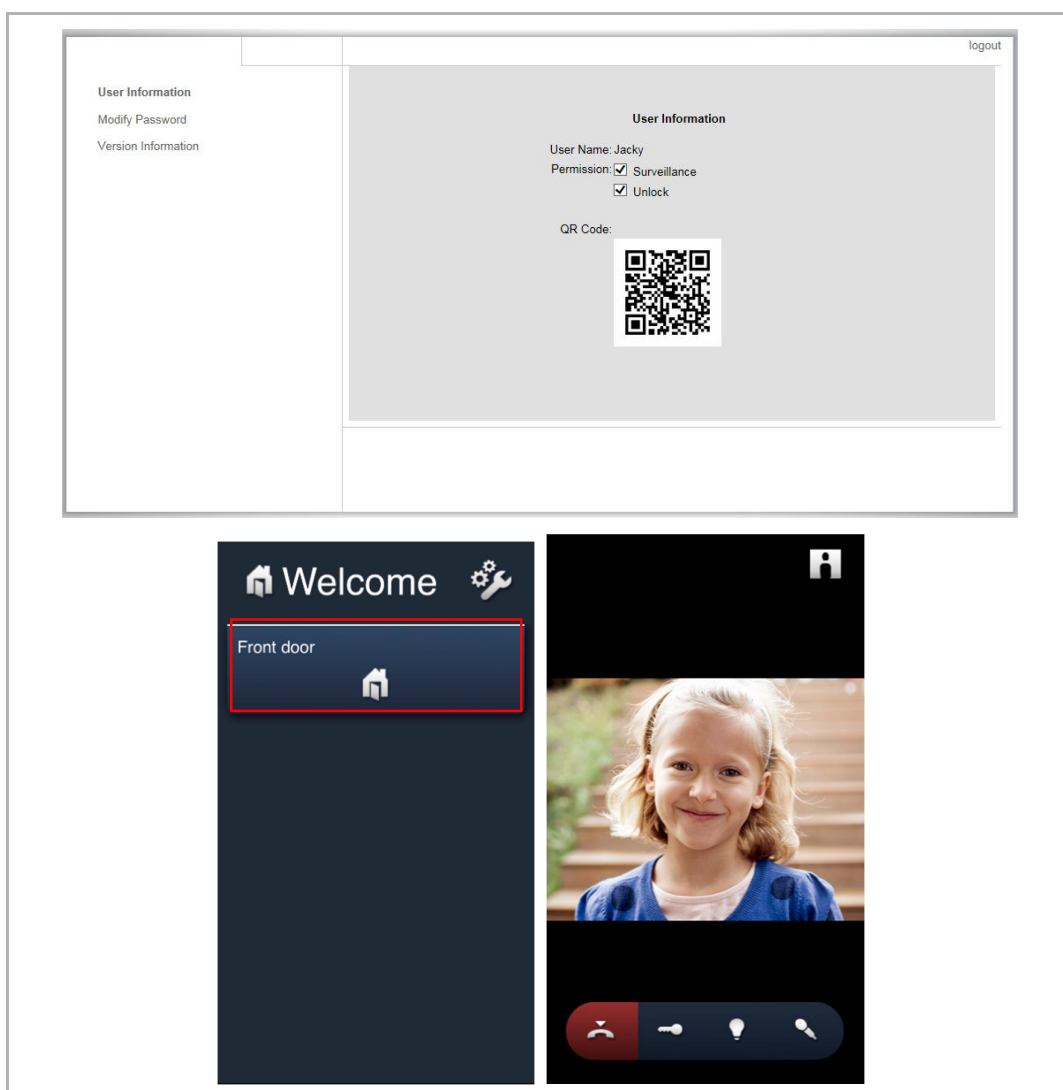 logout
User Information
Modify Password
Version Information
User Information
User Name: Jacky
Permission: Surveillance
Unlock
QR Code:
Welcome
Front door